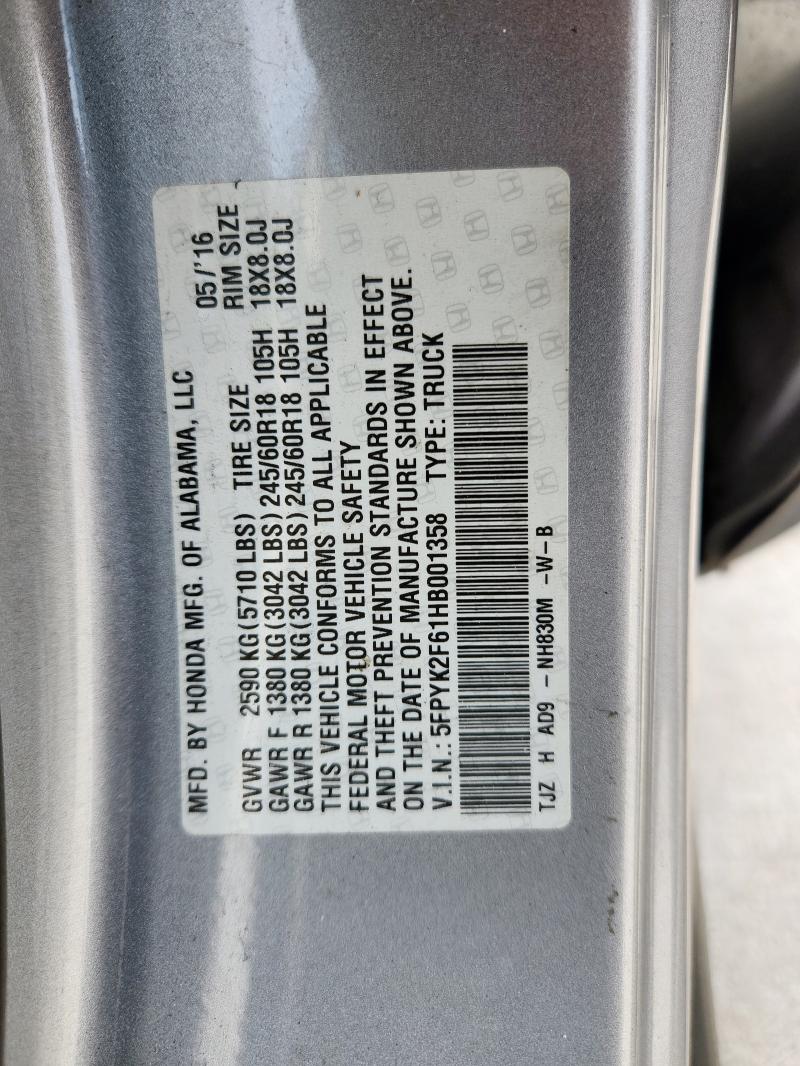 MFD. BY HONDA MFG. OF ALABAMA, LLC 05/'16
GVWR 2590 KG(5710 LBS) TIRE SIZE RIM SIZE
GAWR F 1380 KG(3042 LBS) 245/60R18 105H 18X8.0J
GAWR R 1380 KG(3042 LBS) 245/60R18 105H 18X8.0J
THIS VEHICLE CONFORMS TO ALL APPLICABLE
FEDERAL MOTOR VEHICLE SAFETY
AND THEFT PREVENTION STANDARDS IN EFFECT
ON THE DATE OF MANUFACTURE SHOWN ABOVE.
V.I.N.: 5FPYK2F61HB001358 TYPE: TRUCK
TJZ H AD9 -NH830M -W-B